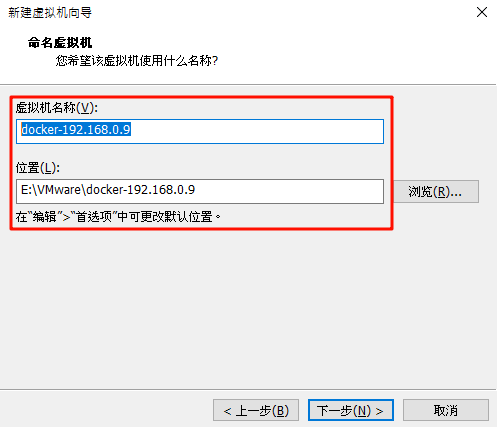 新建虚拟机向导
命名虚拟机
您希望该虚拟机使用什么名称?
虚拟机名称(V):
docker-192.168.0.9
位置(L):
E:\VMware\docker-192.168.0.9
浏览(R)...
在“编辑”>“首选项”中可更改默认位置。
< 上一步(B)
下一步(N) >
取消